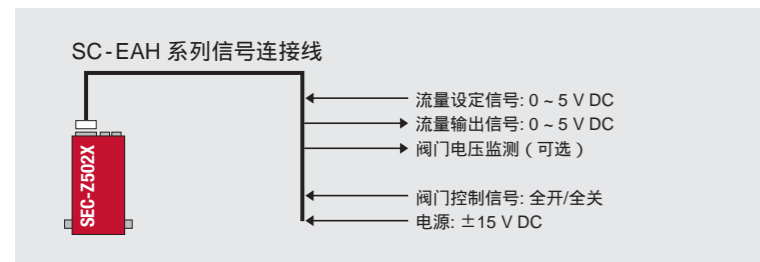 SC-EAH 系列信号连接线
流量设定信号: 0 ~ 5 V DC
流量输出信号: 0 ~ 5 V DC
阀门电压监测（可选）
阀门控制信号: 全开/全关
电源: ±15 V DC
SEC-Z502X